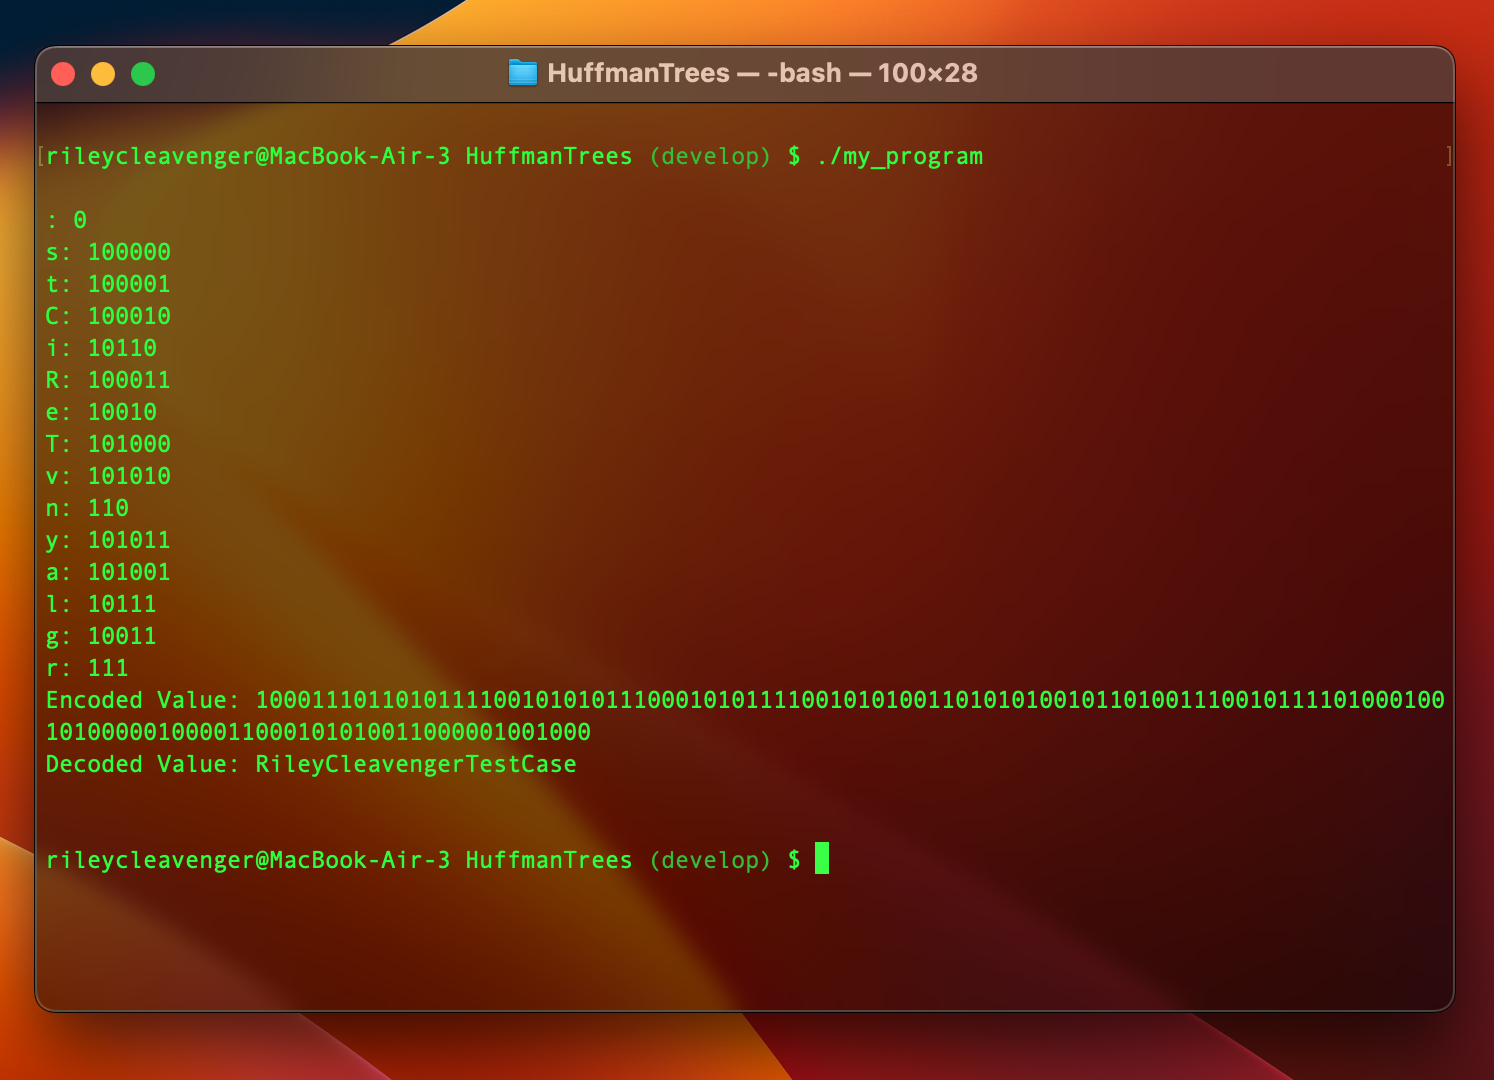 HuffmanTrees — -bash — 100×28
[rileycleavenger@MacBook-Air-3 HuffmanTrees (develop) $ ./my_program ]
: 0
s: 100000
t: 100001
C: 100010
i: 10110
R: 100011
e: 10010
T: 101000
v: 101010
n: 110
y: 101011
a: 101001
l: 10111
g: 10011
r: 111
Encoded Value: 1000111011010111100101010111000101011110010101001101010100101101001110010111101000100
101000001000011000101010011000001001000
Decoded Value: RileyCleavengerTestCase
rileycleavenger@MacBook-Air-3 HuffmanTrees (develop) $